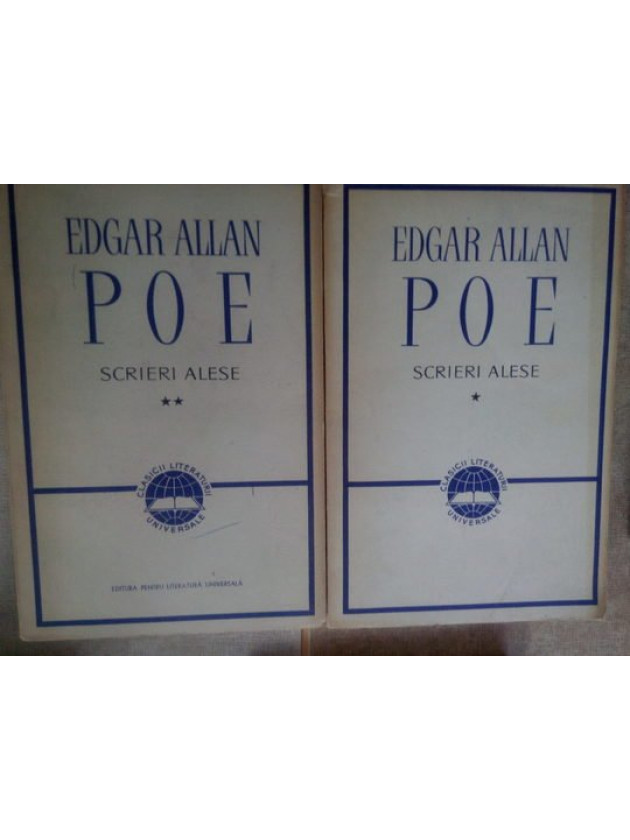 EDGAR ALLAN
POE
SCRIERI ALESE
★★
CLASICII LITERATURII
UNIVERSALE
EDITURA PENTRU LITERATURĂ UNIVERSALĂ
EDGAR ALLAN
POE
SCRIERI ALESE
★
CLASICII LITERATURII
UNIVERSALE